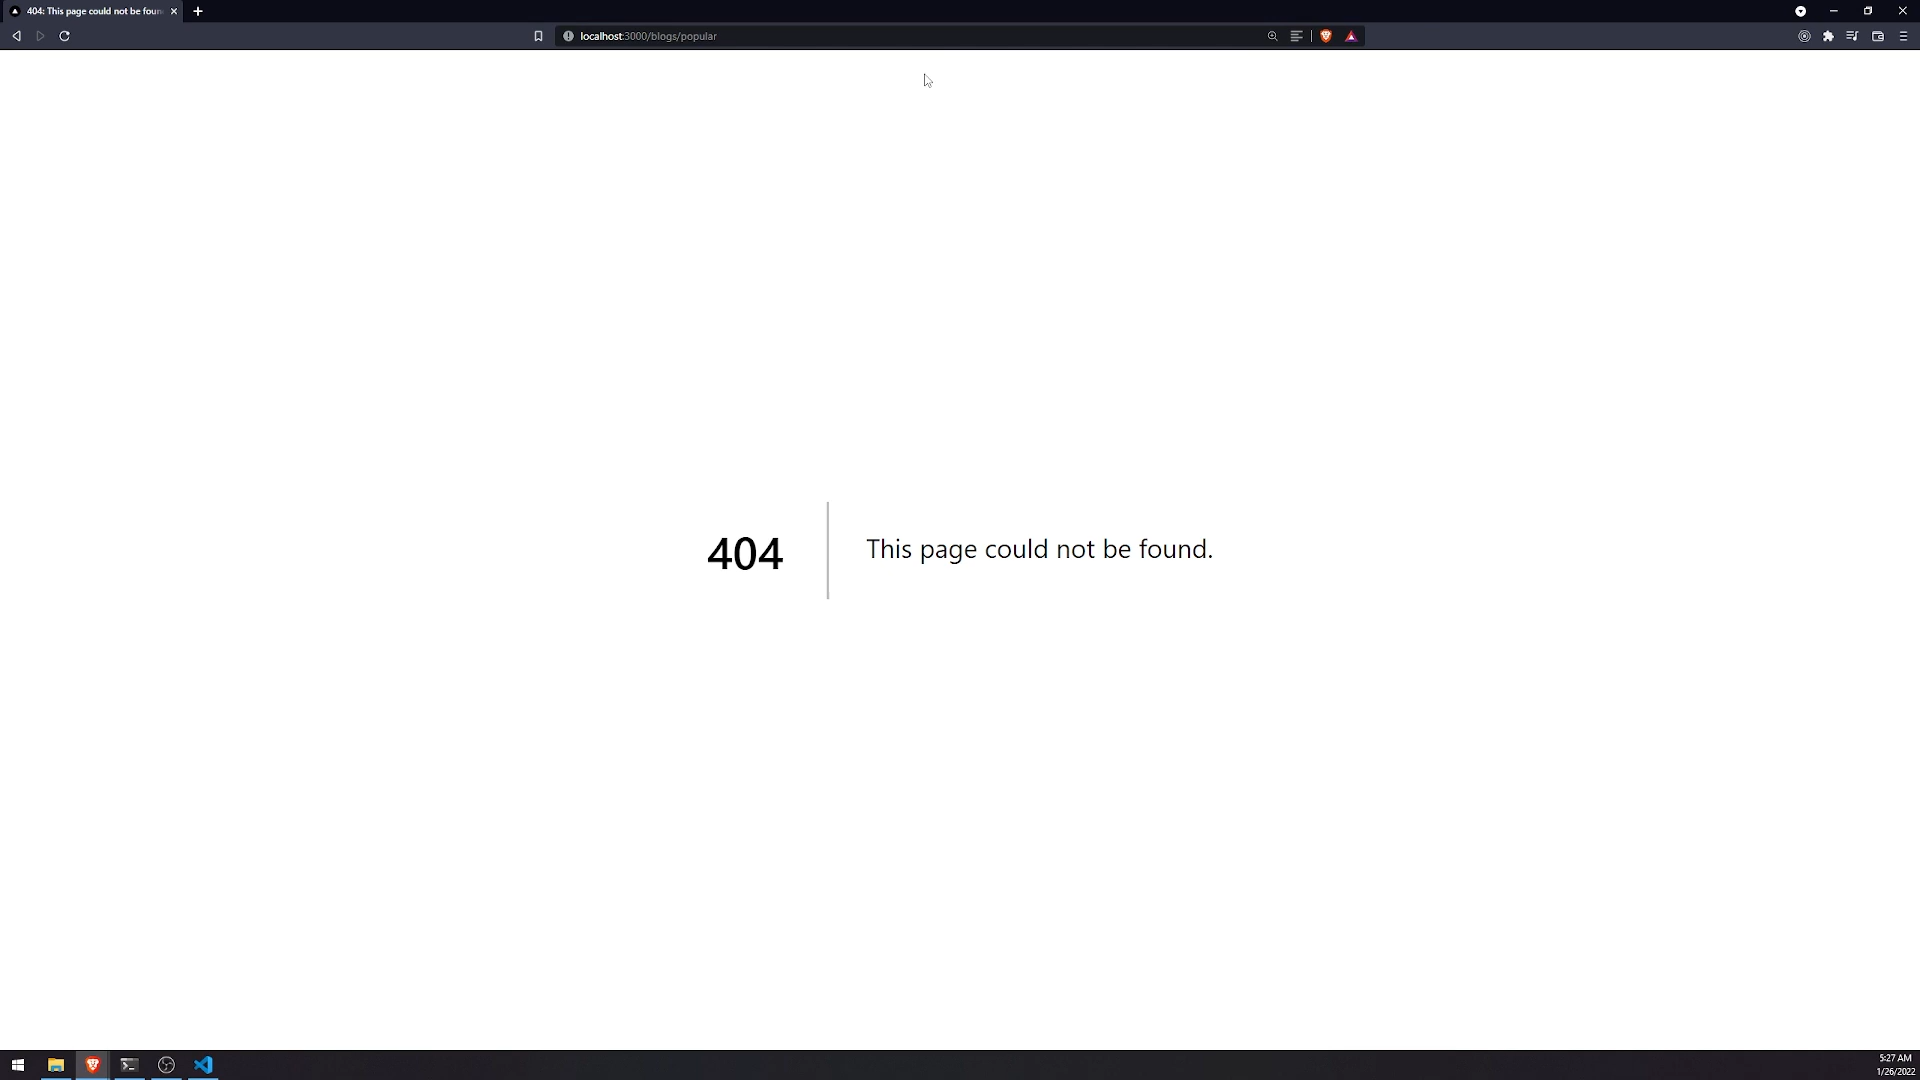 404: This page could not be foun
localhost:3000/blogs/popular
404
This page could not be found.
5:27 AM
1/26/2022